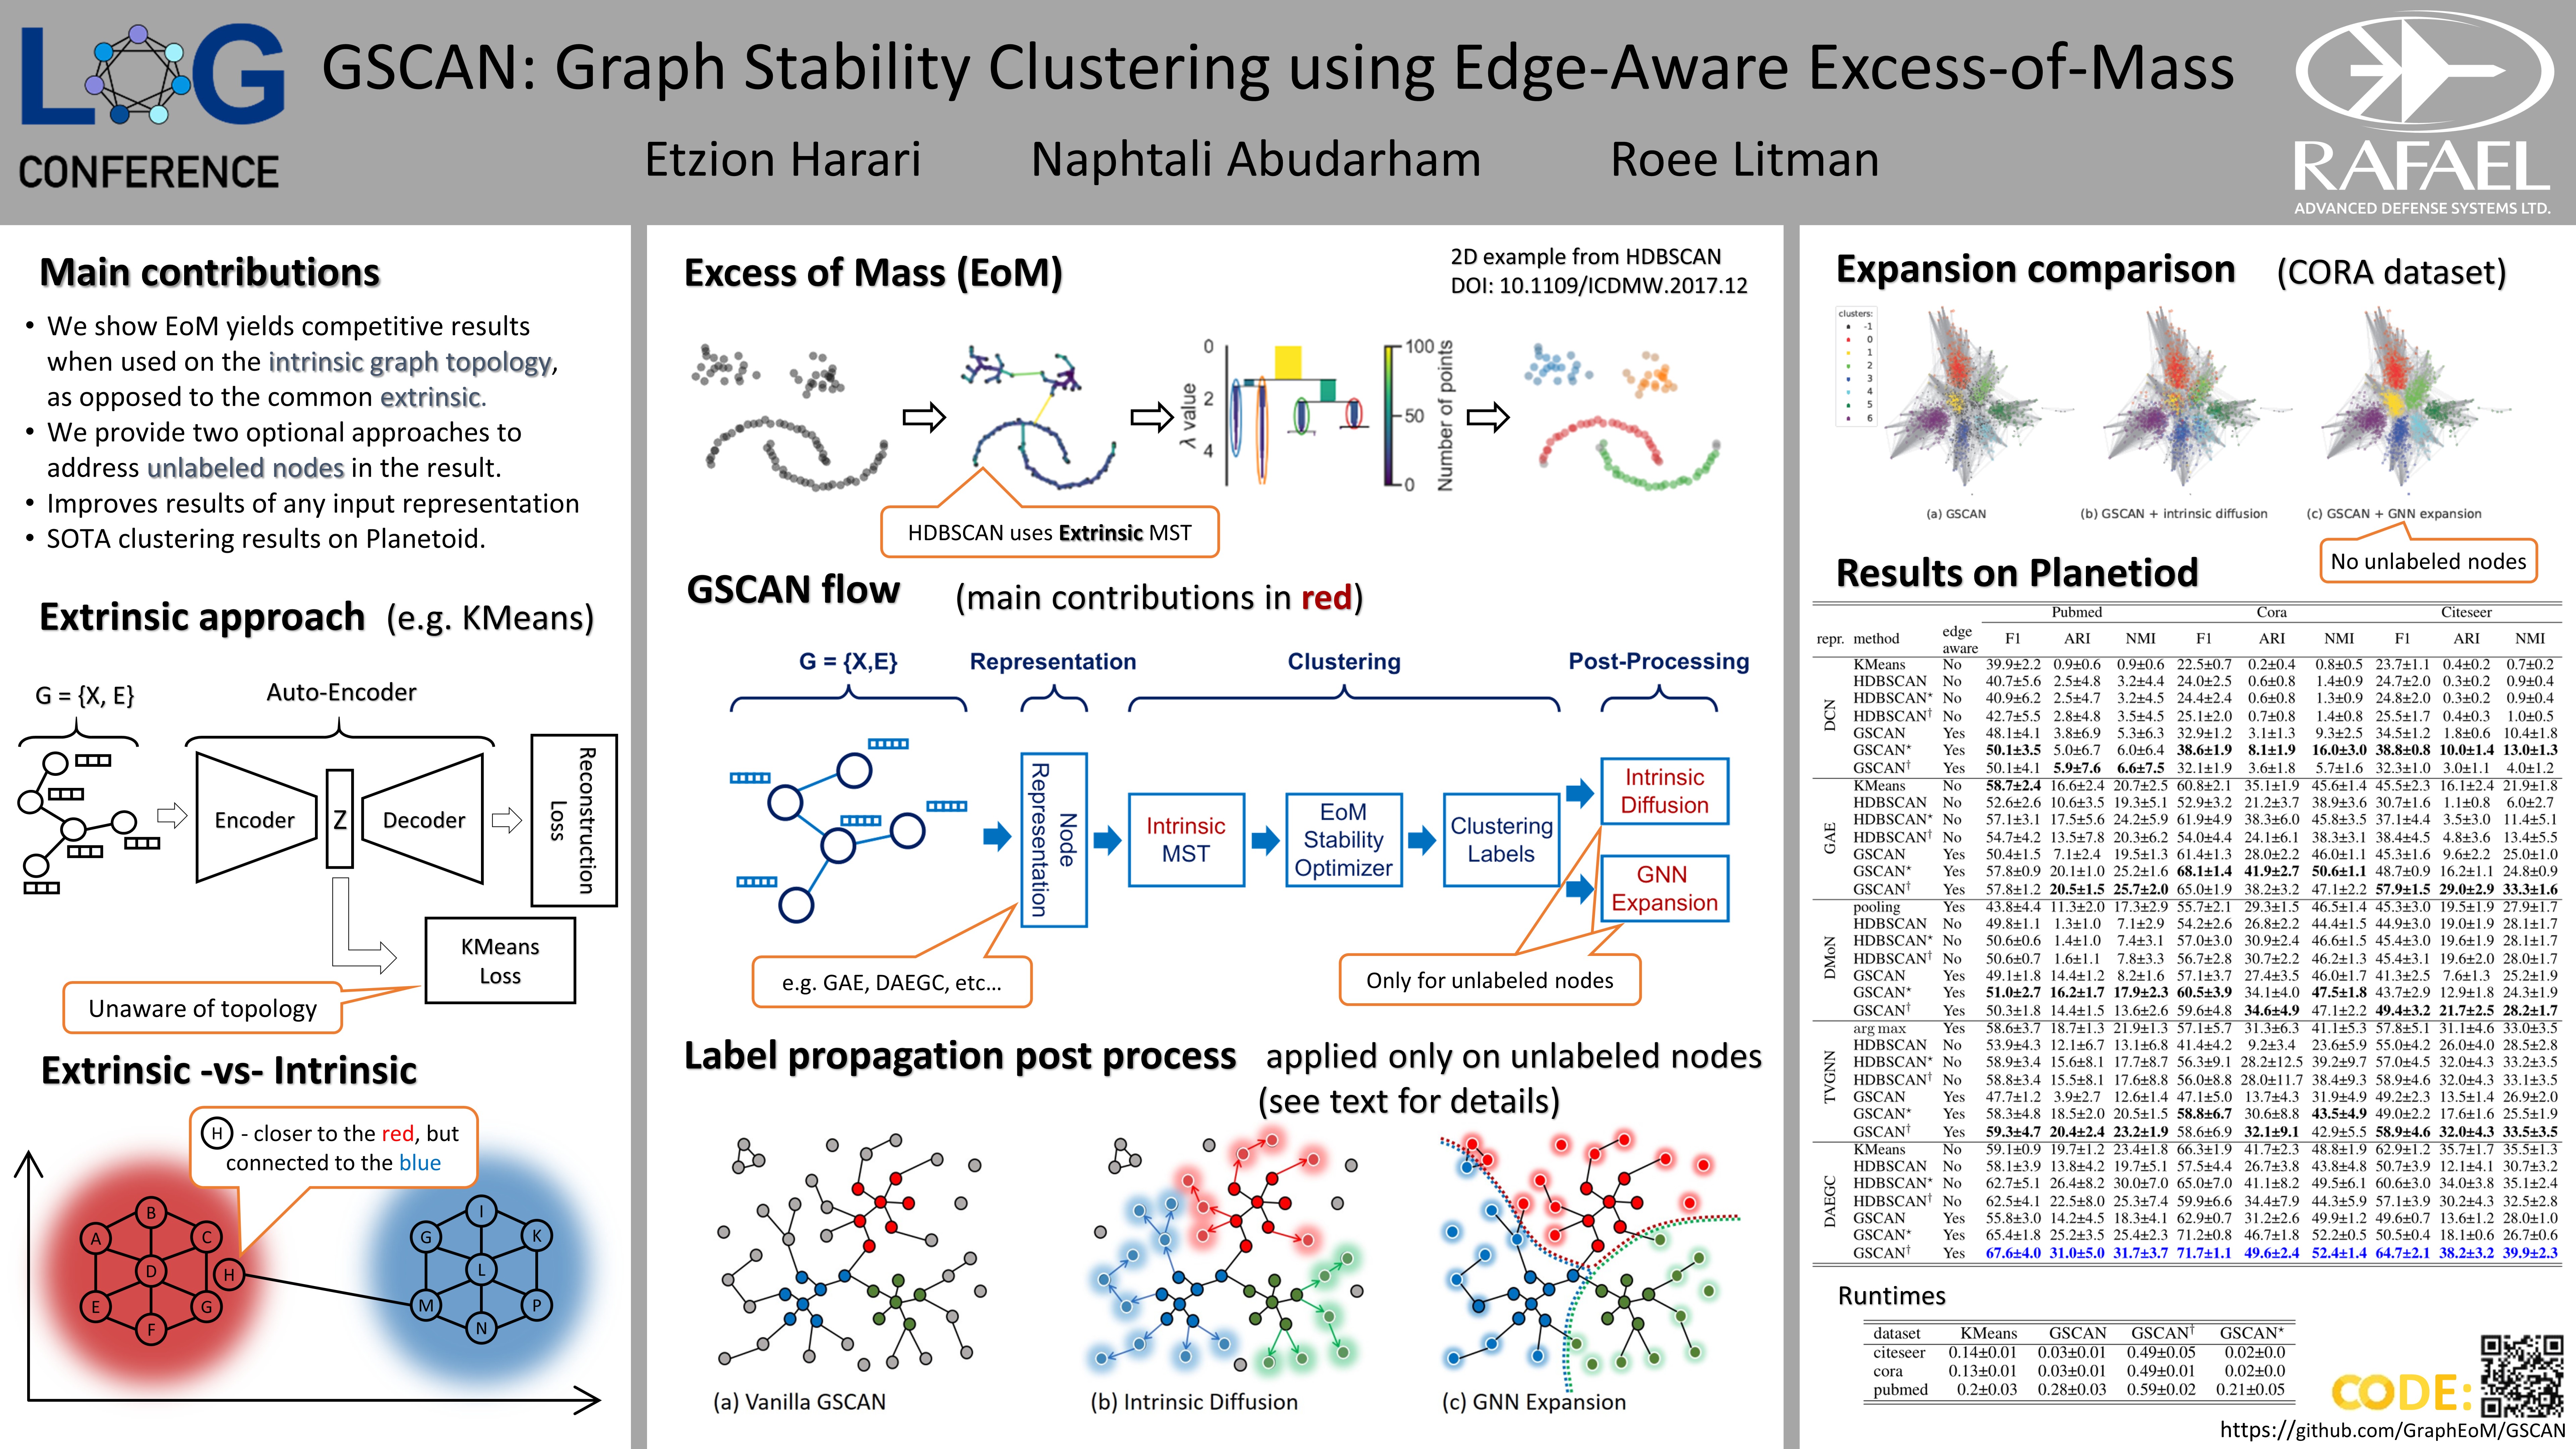 LOG
CONFERENCE
GSCAN: Graph Stability Clustering using Edge-Aware Excess-of-Mass
Etzion Harari Naphtali Abudarham Roee Litman
RAFAEL
ADVANCED DEFENSE SYSTEMS LTD.
Main contributions
• We show EoM yields competitive results
when used on the intrinsic graph topology,
as opposed to the common extrinsic.
• We provide two optional approaches to
address unlabeled nodes in the result.
• Improves results of any input representation
• SOTA clustering results on Planetoid.
Extrinsic approach (e.g. KMeans)
G = {X, E}
Auto-Encoder
Encoder
Z
Decoder
Reconstruction
Loss
KMeans
Loss
Unaware of topology
Extrinsic -vs- Intrinsic
H - closer to the red, but
connected to the blue
B
A
C
D
H
E
G
F
I
G
K
L
M
P
N
Excess of Mass (EoM)
2D example from HDBSCAN
DOI: 10.1109/ICDMW.2017.12
0
2
4
λ value
100
50
0
Number of points
HDBSCAN uses Extrinsic MST
GSCAN flow (main contributions in red)
G = {X,E} Representation Clustering Post-Processing
Node
Representation
Intrinsic
MST
EoM
Stability
Optimizer
Clustering
Labels
Intrinsic
Diffusion
GNN
Expansion
e.g. GAE, DAEGC, etc...
Only for unlabeled nodes
Label propagation post process applied only on unlabeled nodes
(see text for details)
(a) Vanilla GSCAN
(b) Intrinsic Diffusion
(c) GNN Expansion
Expansion comparison (CORA dataset)
clusters:
-1
0
1
2
3
4
5
6
(a) GSCAN
(b) GSCAN + intrinsic diffusion
(c) GSCAN + GNN expansion
No unlabeled nodes
Results on Planetiod
Pubmed Cora Citeseer
repr. method edge aware F1 ARI NMI F1 ARI NMI F1 ARI NMI
DCN
KMeans No 39.9±2.2 0.9±0.6 0.9±0.6 22.5±0.7 0.2±0.4 0.8±0.5 23.7±1.1 0.4±0.2 0.7±0.2
HDBSCAN No 40.7±5.6 2.5±4.8 3.2±4.4 24.0±2.5 0.6±0.8 1.4±0.9 24.7±2.0 0.3±0.2 0.9±0.4
HDBSCAN* No 40.9±6.2 2.5±4.7 3.2±4.5 24.4±2.4 0.6±0.8 1.3±0.9 24.8±2.0 0.3±0.2 0.9±0.4
HDBSCAN† No 42.7±5.5 2.8±4.8 3.5±4.5 25.1±2.0 0.7±0.8 1.4±0.8 25.5±1.7 0.4±0.3 1.0±0.5
GSCAN Yes 48.1±4.1 3.8±6.9 5.3±6.3 32.9±1.2 3.1±1.3 9.3±2.5 34.5±1.2 1.8±0.6 10.4±1.8
GSCAN* Yes 50.1±3.5 5.0±6.7 6.0±6.4 38.6±1.9 8.1±1.9 16.0±3.0 38.8±0.8 10.0±1.4 13.0±1.3
GSCAN† Yes 50.1±4.1 5.9±7.6 6.6±7.5 32.1±1.9 3.6±1.8 5.7±1.6 32.3±1.0 3.0±1.1 4.0±1.2
GAE
KMeans No 58.7±2.4 16.6±2.4 20.7±2.5 60.8±2.1 35.1±1.9 45.6±1.4 45.5±2.3 16.1±2.4 21.9±1.8
HDBSCAN No 52.6±2.6 10.6±3.5 19.3±5.1 52.9±3.2 21.2±3.7 38.9±3.6 30.7±1.6 1.1±0.8 6.0±2.7
HDBSCAN* No 57.1±3.1 17.5±5.6 24.2±5.9 61.9±4.9 38.3±6.0 45.8±3.5 37.1±4.4 3.5±3.0 11.4±5.1
HDBSCAN† No 54.7±4.2 13.5±7.8 20.3±6.2 54.0±4.4 24.1±6.1 38.3±3.1 38.4±4.5 4.8±3.6 13.4±5.5
GSCAN Yes 50.4±1.5 7.1±2.4 19.5±1.3 61.4±1.3 28.0±2.2 46.0±1.1 45.3±1.6 9.6±2.2 25.0±1.0
GSCAN* Yes 57.8±0.9 20.1±1.0 25.2±1.6 68.1±1.4 41.9±2.7 50.6±1.1 48.7±0.9 16.2±1.1 24.8±0.9
GSCAN† Yes 57.8±1.2 20.5±1.5 25.7±2.0 65.0±1.9 38.2±3.2 47.1±2.2 57.9±1.5 29.0±2.9 33.3±1.6
DMoN
pooling Yes 43.8±4.4 11.3±2.0 17.3±2.9 55.7±2.1 29.3±1.5 46.5±1.4 45.3±3.0 19.5±1.9 27.9±1.7
HDBSCAN No 49.8±1.1 1.3±1.0 7.1±2.9 54.2±2.6 26.8±2.2 44.4±1.5 44.9±3.0 19.0±1.9 28.1±1.7
HDBSCAN* No 50.6±0.6 1.4±1.0 7.4±3.1 57.0±3.0 30.9±2.4 46.6±1.5 45.4±3.0 19.6±1.9 28.1±1.7
HDBSCAN† No 50.6±0.7 1.6±1.1 7.8±3.3 56.7±2.8 30.7±2.2 46.2±1.3 45.4±3.1 19.6±2.0 28.0±1.7
GSCAN Yes 49.1±1.8 14.4±1.2 8.2±1.6 57.1±3.7 27.4±3.5 46.0±1.7 41.3±2.5 7.6±1.3 25.2±1.9
GSCAN* Yes 51.0±2.7 16.2±1.7 17.9±2.3 60.5±3.9 34.1±4.0 47.5±1.8 43.7±2.9 12.9±1.8 24.3±1.9
GSCAN† Yes 50.3±1.8 14.4±1.5 13.6±2.6 59.6±4.8 34.6±4.9 47.1±2.2 49.4±3.2 21.7±2.5 28.2±1.7
TVGNN
arg max Yes 58.6±3.7 18.7±1.3 21.9±1.3 57.1±5.7 31.3±6.3 41.1±5.3 57.8±5.1 31.1±4.6 33.0±3.5
HDBSCAN No 53.9±4.3 12.1±6.7 13.1±6.8 41.4±4.2 9.2±3.4 23.6±5.9 55.0±4.2 26.0±4.0 28.5±2.8
HDBSCAN* No 58.9±3.4 15.6±8.1 17.7±8.7 56.3±9.1 28.2±12.5 39.2±9.7 57.0±4.5 32.0±4.3 33.2±3.5
HDBSCAN† No 58.8±3.4 15.5±8.1 17.6±8.8 56.0±8.8 28.0±11.7 38.4±9.3 58.9±4.6 32.0±4.3 33.1±3.5
GSCAN Yes 47.7±1.2 3.9±2.7 12.6±1.4 47.1±5.0 13.7±4.3 31.9±4.9 49.2±2.3 13.5±1.4 26.9±2.0
GSCAN* Yes 58.3±4.8 18.5±2.0 20.5±1.5 58.8±6.7 30.6±8.8 43.5±4.9 49.0±2.2 17.6±1.6 25.5±1.9
GSCAN† Yes 59.3±4.7 20.4±2.4 23.2±1.9 58.6±6.9 32.1±9.1 42.9±5.5 58.9±4.6 32.0±4.3 33.5±3.5
DAEGC
KMeans No 59.1±0.9 19.7±1.2 23.4±1.8 66.3±1.9 41.7±2.3 48.8±1.9 62.9±1.2 35.7±1.7 35.5±1.3
HDBSCAN No 58.1±3.9 13.8±4.2 19.7±5.1 57.5±4.4 26.7±3.8 43.8±4.8 50.7±3.9 12.1±4.1 30.7±3.2
HDBSCAN* No 62.7±5.1 26.4±8.2 30.0±7.0 65.0±7.0 41.1±8.2 49.5±6.1 60.6±3.0 34.0±3.8 35.1±2.4
HDBSCAN† No 62.5±4.1 22.5±8.0 25.3±7.4 59.9±6.6 34.4±7.9 44.3±5.9 57.1±3.9 30.2±4.3 32.5±2.8
GSCAN Yes 55.8±3.0 14.2±4.5 18.3±4.1 62.9±0.7 31.2±2.6 49.9±1.2 49.6±0.7 13.6±1.2 28.0±1.0
GSCAN* Yes 65.4±1.8 25.2±3.5 25.4±2.3 71.2±0.8 46.7±1.8 52.2±0.5 50.5±0.4 18.1±0.6 26.7±0.6
GSCAN† Yes 67.6±4.0 31.0±5.0 31.7±3.7 71.7±1.1 49.6±2.4 52.4±1.4 64.7±2.1 38.2±3.2 39.9±2.3
Runtimes
dataset KMeans GSCAN GSCAN† GSCAN*
citeseer 0.14±0.01 0.03±0.01 0.49±0.05 0.02±0.0
cora 0.13±0.01 0.03±0.01 0.49±0.01 0.02±0.0
pubmed 0.2±0.03 0.28±0.03 0.59±0.02 0.21±0.05
CODE:
https://github.com/GraphEoM/GSCAN